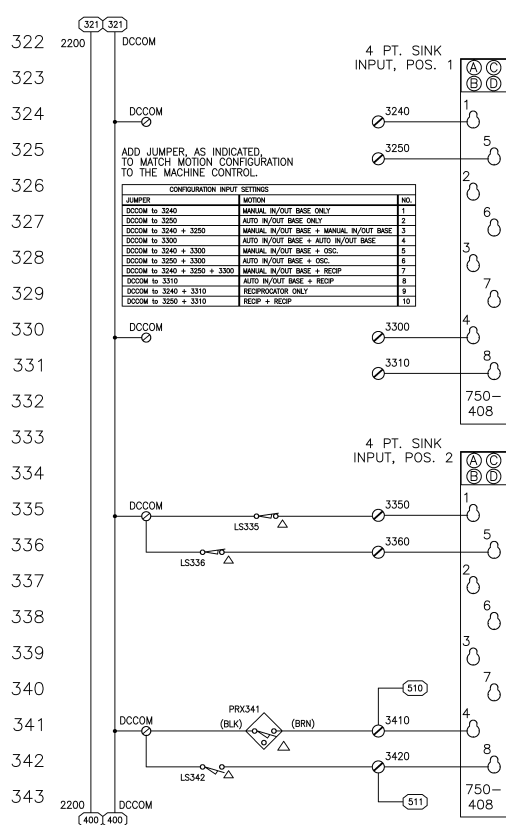 321 321
322 2200 DCCOM
4 PT. SINK
INPUT, POS. 1
A C
B D
323
324 DCCOM 3240 1
325 3250 5
ADD JUMPER, AS INDICATED,
TO MATCH MOTION CONFIGURATION
TO THE MACHINE CONTROL.
326 2
CONFIGURATION INPUT SETTINGS
JUMPER MOTION NO.
DCCOM to 3240 MANUAL IN/OUT BASE ONLY 1
DCCOM to 3250 AUTO IN/OUT BASE ONLY 2
DCCOM to 3240 + 3250 MANUAL IN/OUT BASE + MANUAL IN/OUT BASE 3
DCCOM to 3300 AUTO IN/OUT BASE + AUTO IN/OUT BASE 4
DCCOM to 3240 + 3300 MANUAL IN/OUT BASE + OSC. 5
DCCOM to 3250 + 3300 AUTO IN/OUT BASE + OSC. 6
DCCOM to 3240 + 3250 + 3300 MANUAL IN/OUT BASE + RECIP 7
DCCOM to 3310 AUTO IN/OUT BASE + RECIP 8
DCCOM to 3240 + 3310 RECIPROCATOR ONLY 9
DCCOM to 3250 + 3310 RECIP + RECIP 10
327 6
328 3
329 7
330 DCCOM 3300 4
331 3310 8
332 750-
408
333
4 PT. SINK
INPUT, POS. 2
A C
B D
334
335 DCCOM LS335 3350 1
336 LS336 3360 5
337 2
338 6
339 3
340 510 7
PRX341
341 DCCOM (BLK) (BRN) 3410 4
342 LS342 3420 8
343 2200 DCCOM 511 750-
408
400 400